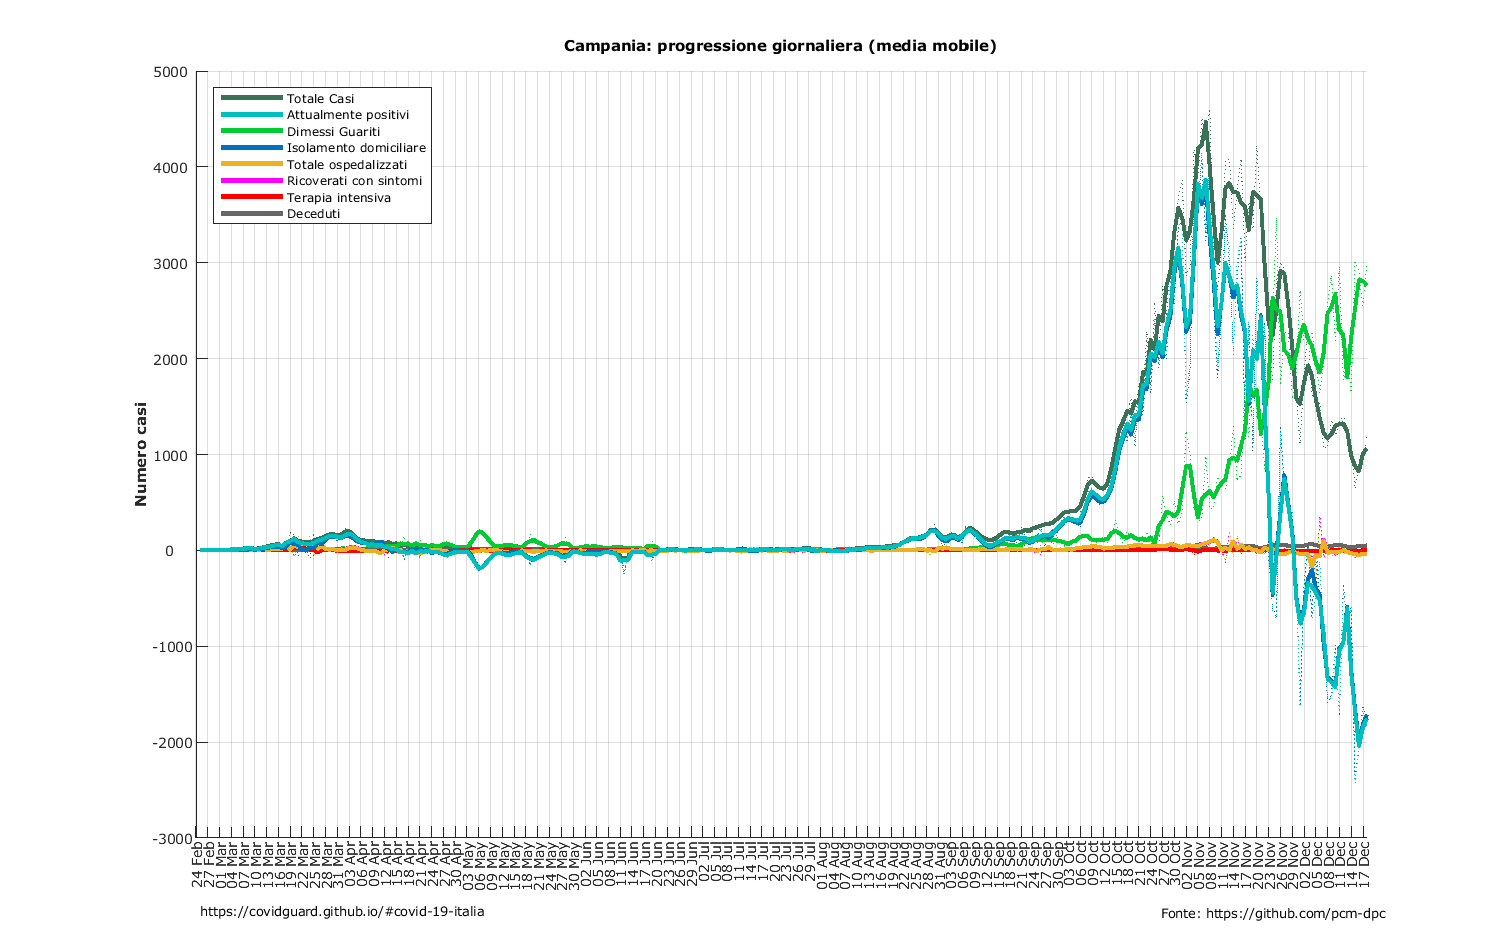 Campania: progressione giornaliera (media mobile)
5000
4000
3000
2000
1000
0
-1000
-2000
-3000
Numero casi
Totale Casi
Attualmente positivi
Dimessi Guariti
Isolamento domiciliare
Totale ospedalizzati
Ricoverati con sintomi
Terapia intensiva
Deceduti
24 Feb
27 Feb
01 Mar
04 Mar
07 Mar
10 Mar
13 Mar
16 Mar
19 Mar
22 Mar
25 Mar
28 Mar
31 Mar
03 Apr
06 Apr
09 Apr
12 Apr
15 Apr
18 Apr
21 Apr
24 Apr
27 Apr
30 Apr
03 May
06 May
09 May
12 May
15 May
18 May
21 May
24 May
27 May
30 May
02 Jun
05 Jun
08 Jun
11 Jun
14 Jun
17 Jun
20 Jun
23 Jun
26 Jun
29 Jun
02 Jul
05 Jul
08 Jul
11 Jul
14 Jul
17 Jul
20 Jul
23 Jul
26 Jul
29 Jul
01 Aug
04 Aug
07 Aug
10 Aug
13 Aug
16 Aug
19 Aug
22 Aug
25 Aug
28 Aug
31 Aug
03 Sep
06 Sep
09 Sep
12 Sep
15 Sep
18 Sep
21 Sep
24 Sep
27 Sep
30 Sep
03 Oct
06 Oct
09 Oct
12 Oct
15 Oct
18 Oct
21 Oct
24 Oct
27 Oct
30 Oct
02 Nov
05 Nov
08 Nov
11 Nov
14 Nov
17 Nov
20 Nov
23 Nov
26 Nov
29 Nov
02 Dec
05 Dec
08 Dec
11 Dec
14 Dec
17 Dec
https://covidguard.github.io/#covid-19-italia
Fonte: https://github.com/pcm-dpc